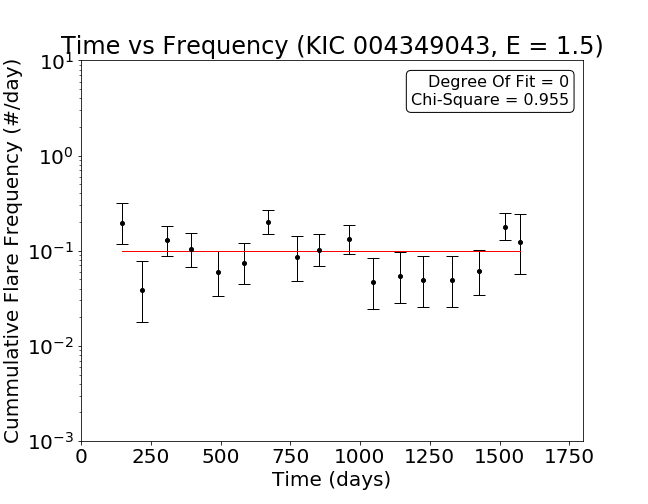 Time vs Frequency (KIC 004349043, E = 1.5)
Degree Of Fit = 0
Chi-Square = 0.955
Cummulative Flare Frequency (#/day)
10¹
10⁰
10⁻¹
10⁻²
10⁻³
0 250 500 750 1000 1250 1500 1750
Time (days)